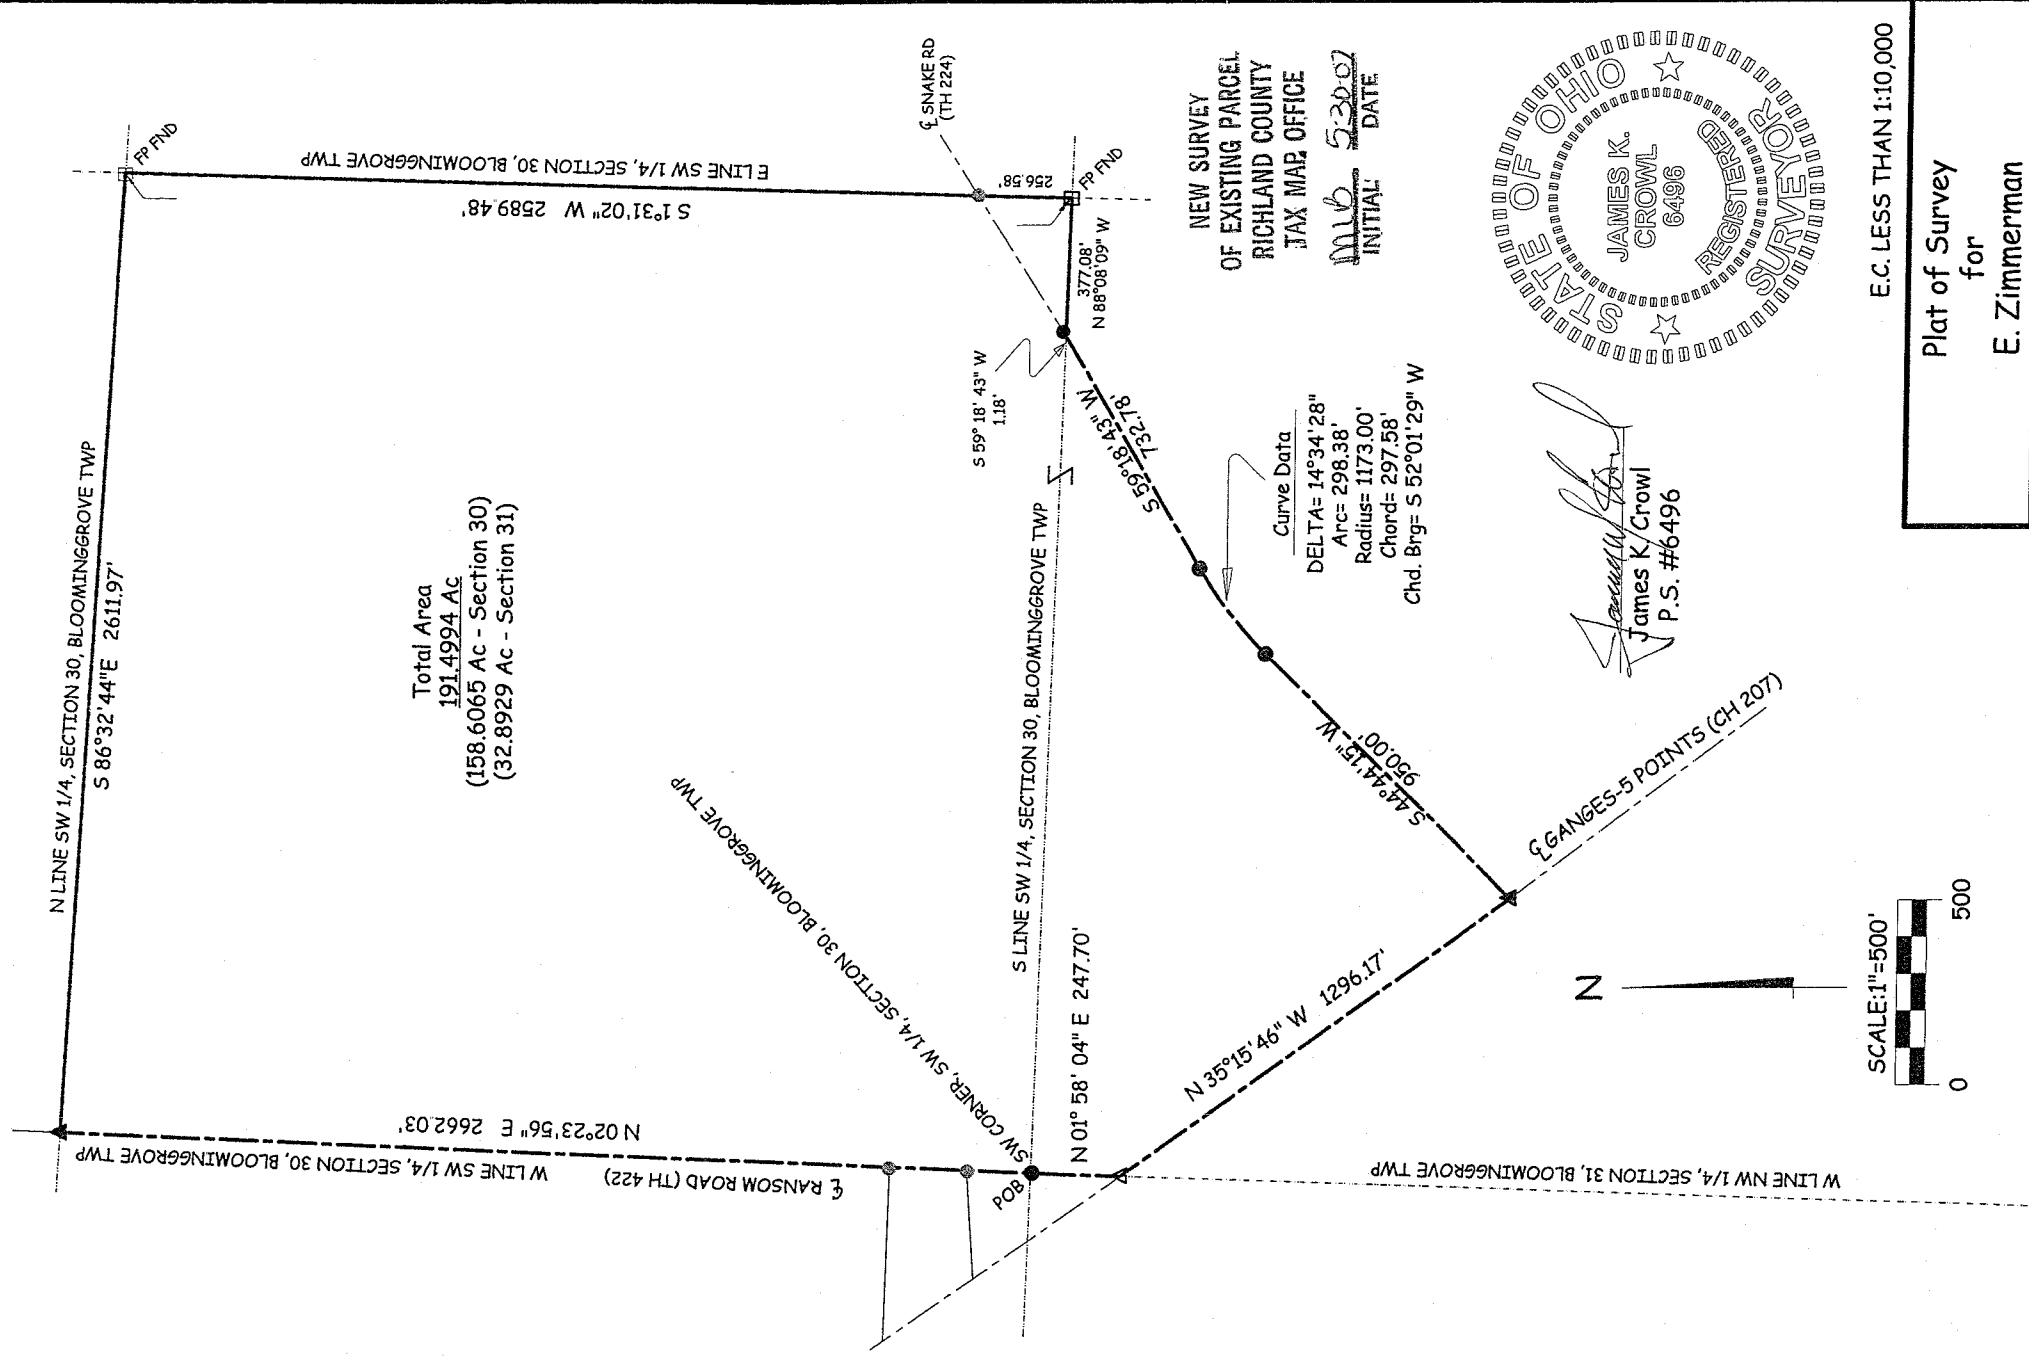 N LINE SW 1/4, SECTION 30, BLOOMINGGROVE TWP
S 86°32'44"E 2611.97'
FP FND
E LINE SW 1/4, SECTION 30, BLOOMINGGROVE TWP
S 1°31'02" W 2589.48'
256.58'
FP FND
℄ SNAKE RD
(TH 224)
377.08'
N 88°08'09" W
S 59° 18' 43" W
1.18'
S 59°18'43" W
732.78'
Total Area
191.4994 Ac
(158.6065 Ac - Section 30)
(32.8929 Ac - Section 31)
S LINE SW 1/4, SECTION 30, BLOOMINGGROVE TWP
SW CORNER, SW 1/4, SECTION 30, BLOOMINGGROVE TWP
Curve Data
DELTA= 14°34'28"
Arc= 298.38'
Radius= 1173.00'
Chord= 297.58'
Chd. Brg= S 52°01'29" W
S 44°44'15" W
950.00'
℄ GANGES-5 POINTS (CH 207)
N 35°15'46" W 1296.17'
N 01° 58' 04" E 247.70'
POB
N 02°23'56" E 2662.03'
W LINE SW 1/4, SECTION 30, BLOOMINGGROVE TWP
℄ RANSOM ROAD (TH 422)
W LINE NW 1/4, SECTION 31, BLOOMINGGROVE TWP
NEW SURVEY
OF EXISTING PARCEL
RICHLAND COUNTY
TAX MAP OFFICE
5-30-07
INITIAL DATE
STATE OF OHIO
JAMES K.
CROWL
6496
REGISTERED
SURVEYOR
James K. Crowl
P.S. #6496
N
SCALE:1"=500'
0 500
E.C. LESS THAN 1:10,000
Plat of Survey
for
E. Zimmerman